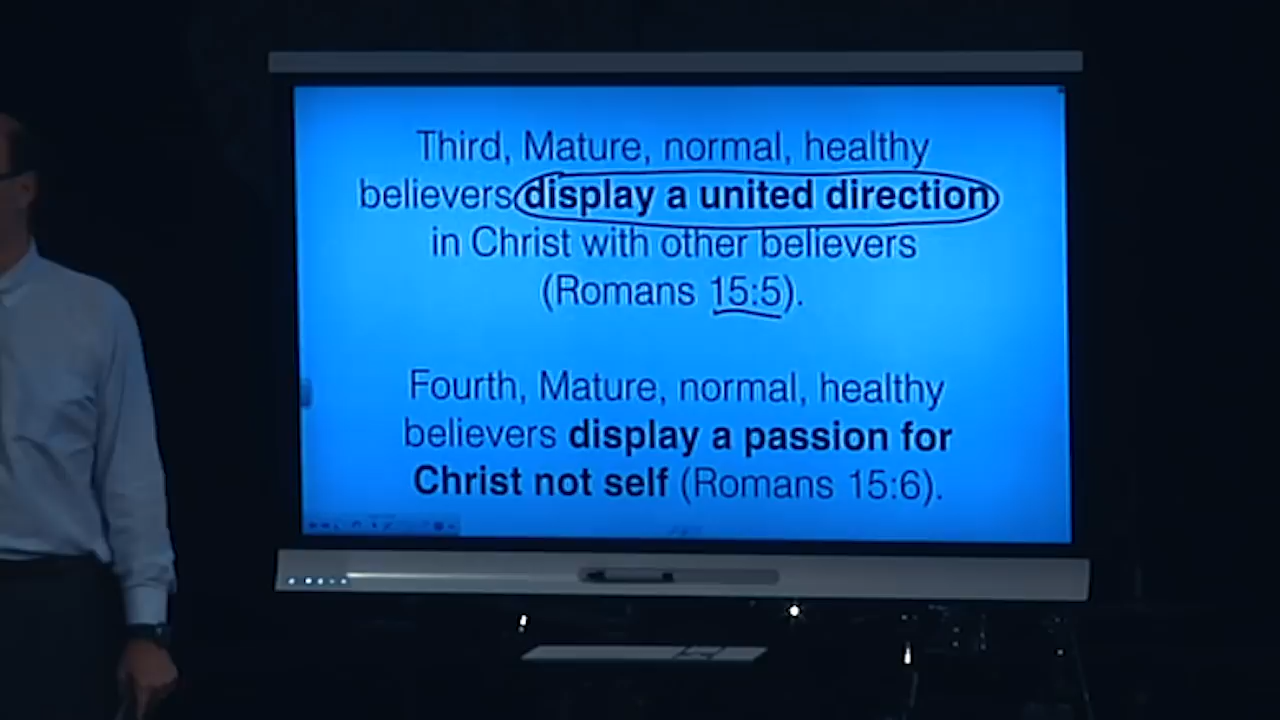 Third, Mature, normal, healthy
believers display a united direction
in Christ with other believers
(Romans 15:5).
Fourth, Mature, normal, healthy
believers display a passion for
Christ not self (Romans 15:6).